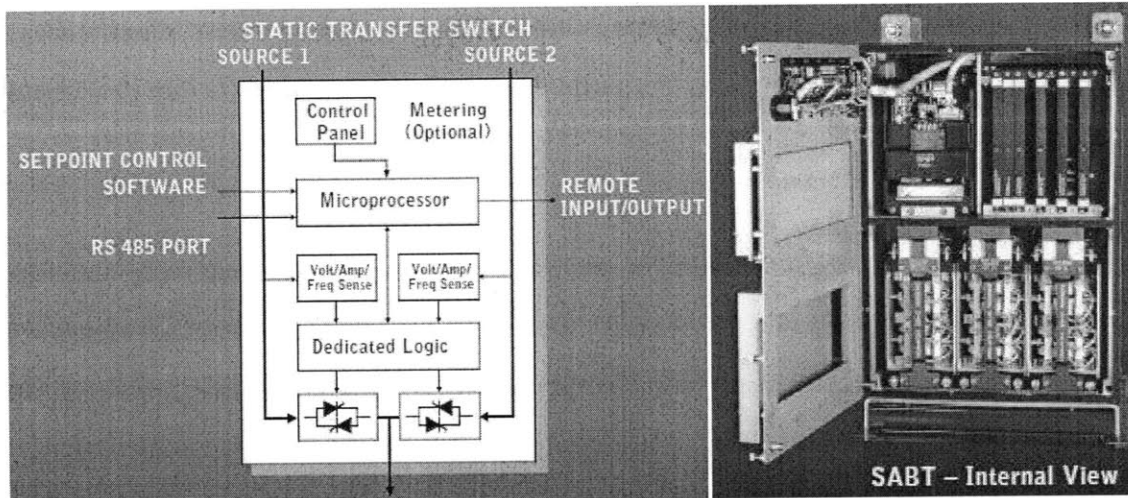 STATIC TRANSFER SWITCH
SOURCE 1
SOURCE 2
Control
Panel
Metering
(Optional)
SETPOINT CONTROL
SOFTWARE
Microprocessor
REMOTE
INPUT/OUTPUT
RS 485 PORT
Volt/Amp/
Freq Sense
Volt/Amp/
Freq Sense
Dedicated Logic
SABT – Internal View